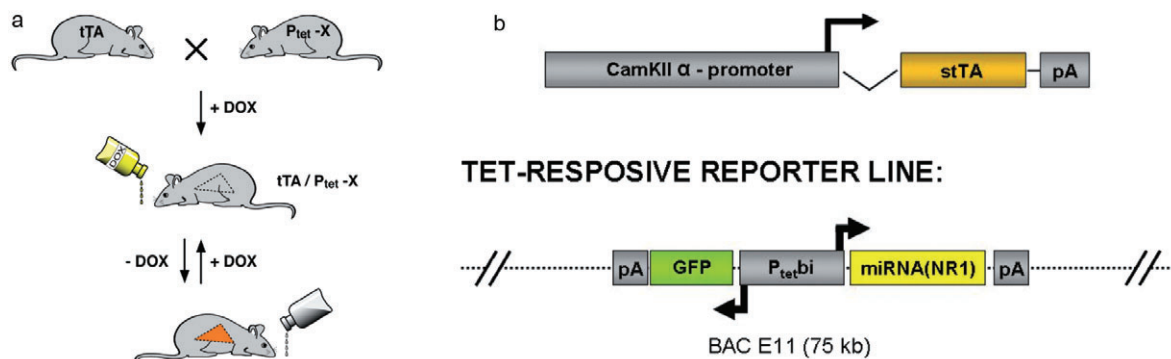 a
tTA
X
Ptet -X
+ DOX
DOX
tTA / Ptet -X
- DOX
+ DOX
b
CamKII α - promoter
stTA
pA
TET-RESPOSIVE REPORTER LINE:
pA
GFP
Ptetbi
miRNA(NR1)
pA
BAC E11 (75 kb)